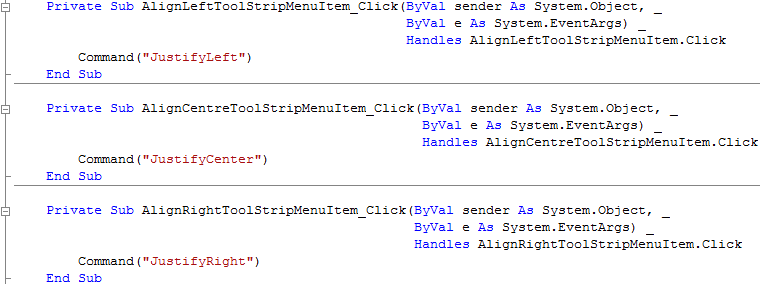 Private Sub AlignLeftToolStripMenuItem_Click(ByVal sender As System.Object, _
ByVal e As System.EventArgs) _
Handles AlignLeftToolStripMenuItem.Click
Command("JustifyLeft")
End Sub
Private Sub AlignCentreToolStripMenuItem_Click(ByVal sender As System.Object, _
ByVal e As System.EventArgs) _
Handles AlignCentreToolStripMenuItem.Click
Command("JustifyCenter")
End Sub
Private Sub AlignRightToolStripMenuItem_Click(ByVal sender As System.Object, _
ByVal e As System.EventArgs) _
Handles AlignRightToolStripMenuItem.Click
Command("JustifyRight")
End Sub